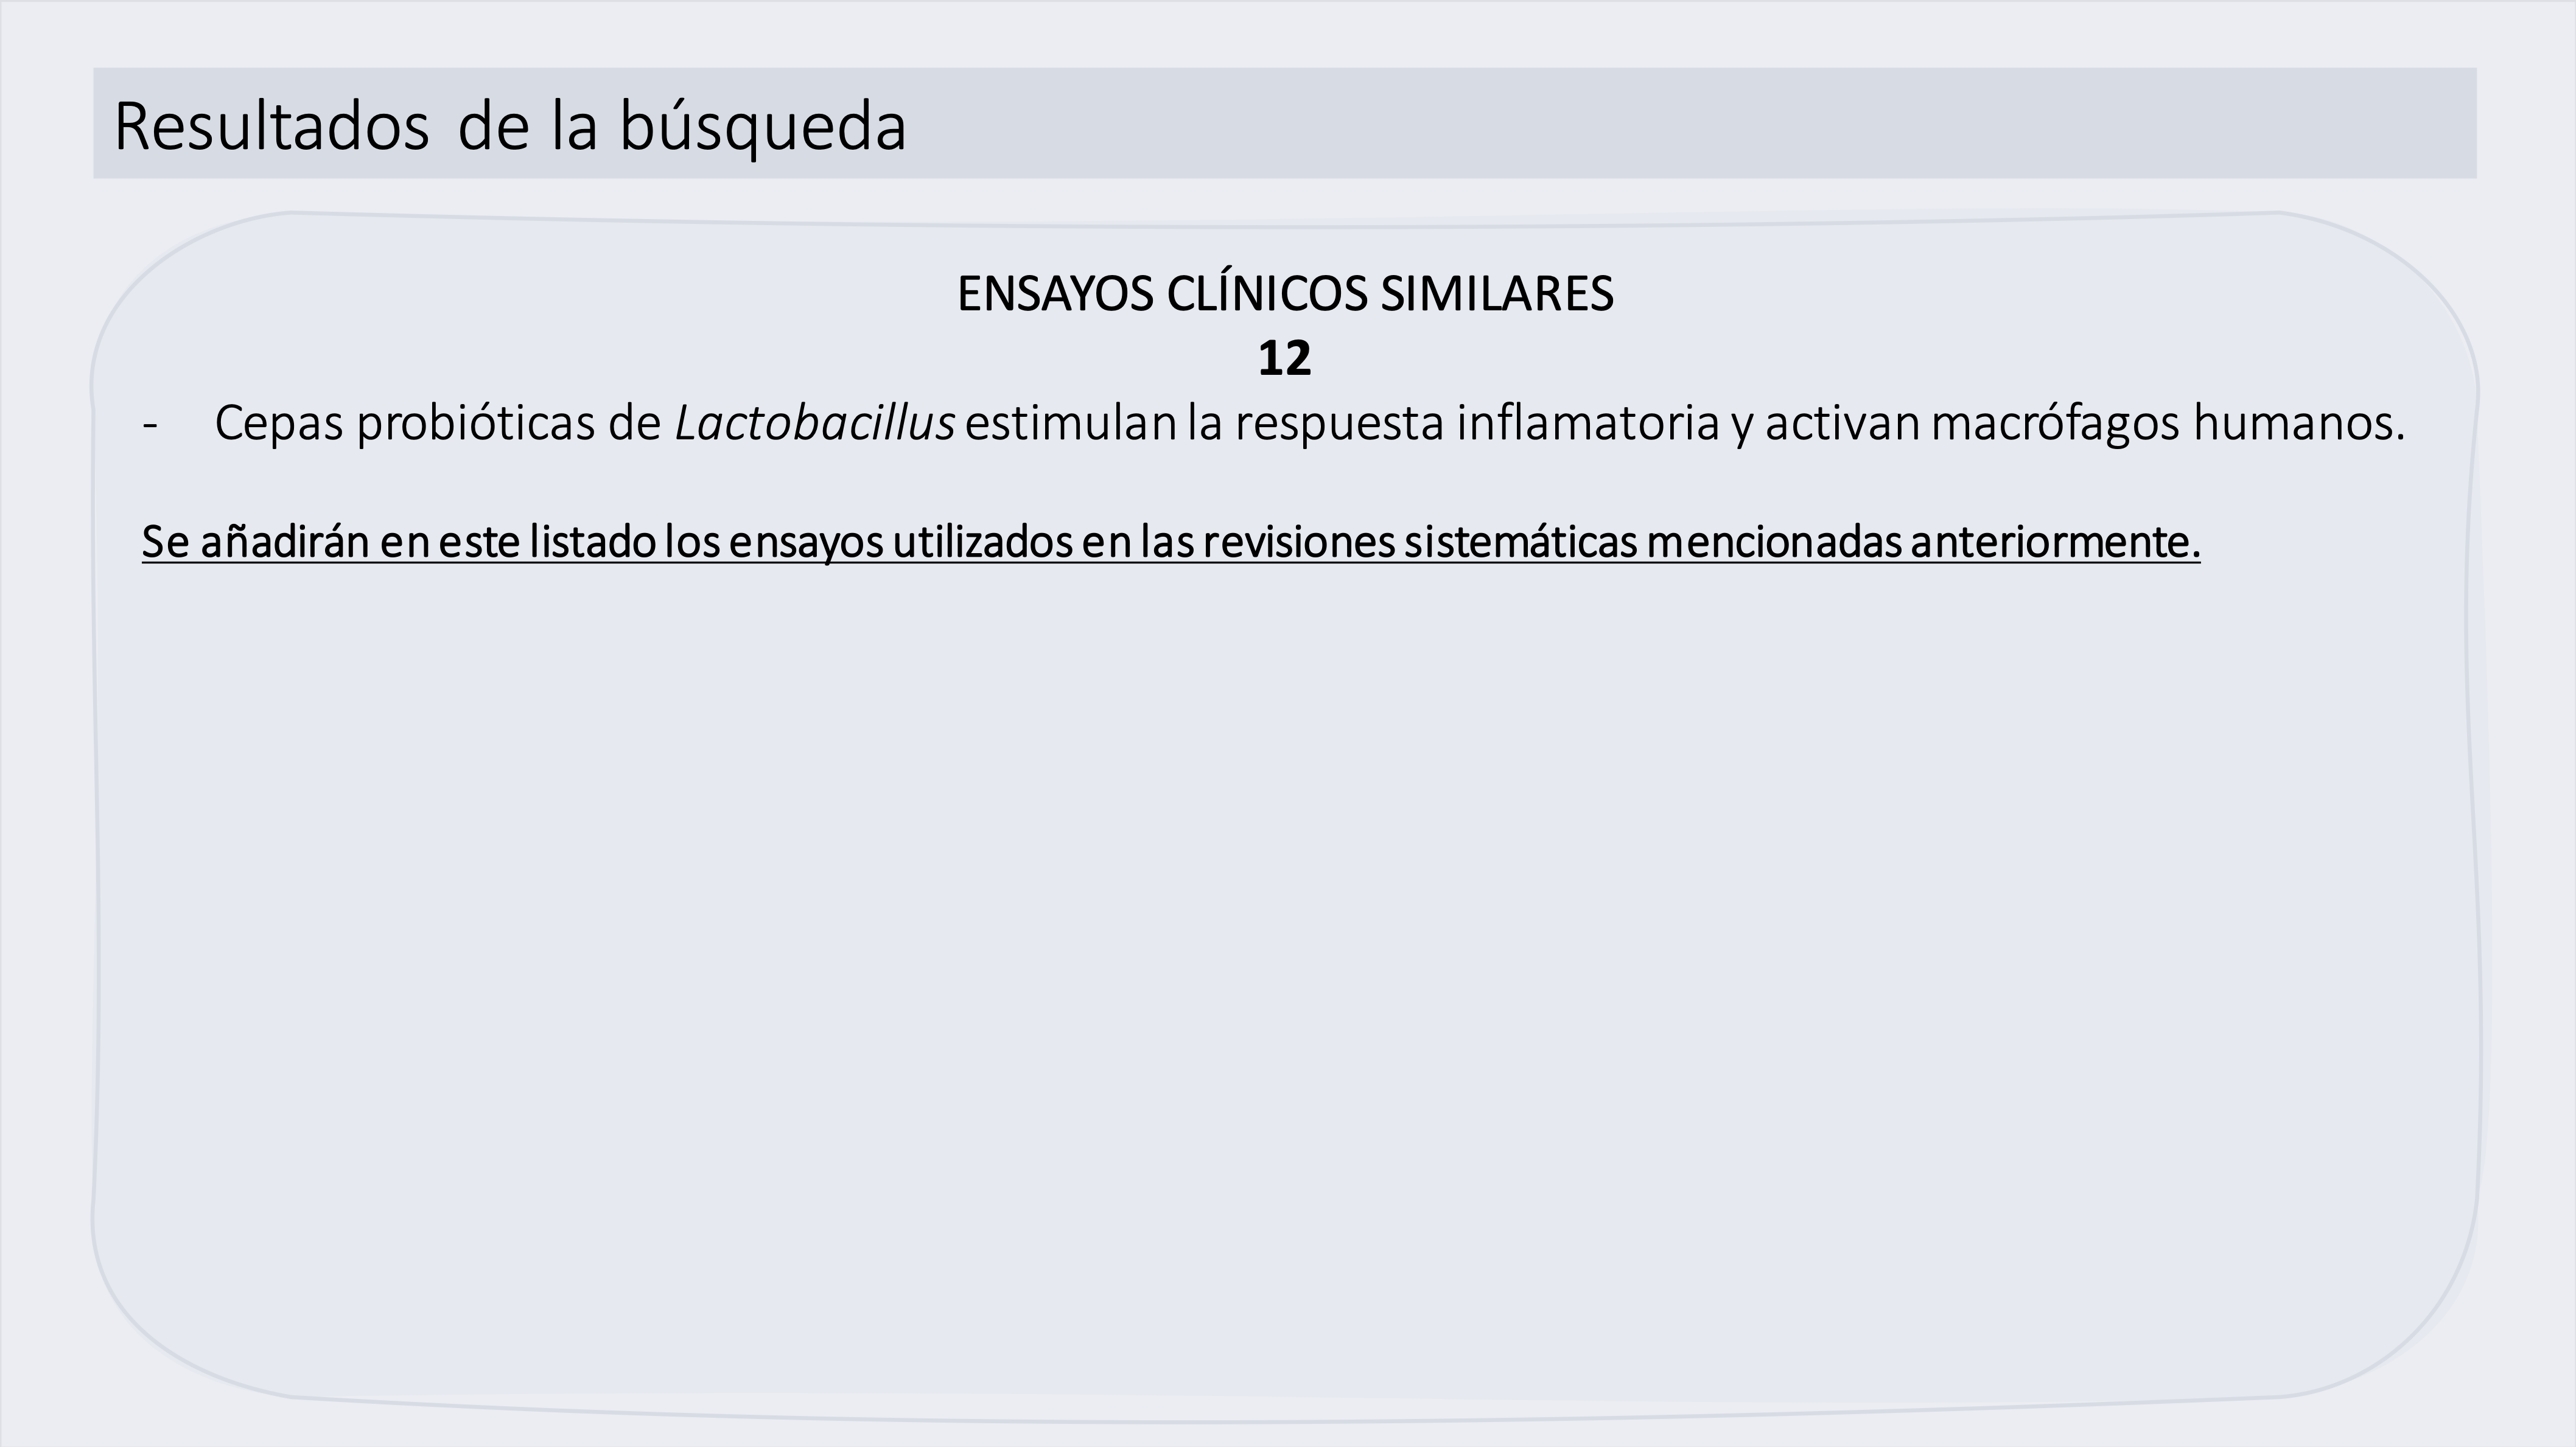 Resultados de la búsqueda
ENSAYOS CLÍNICOS SIMILARES
12
- Cepas probióticas de Lactobacillus estimulan la respuesta inflamatoria y activan macrófagos humanos.
Se añadirán en este listado los ensayos utilizados en las revisiones sistemáticas mencionadas anteriormente.